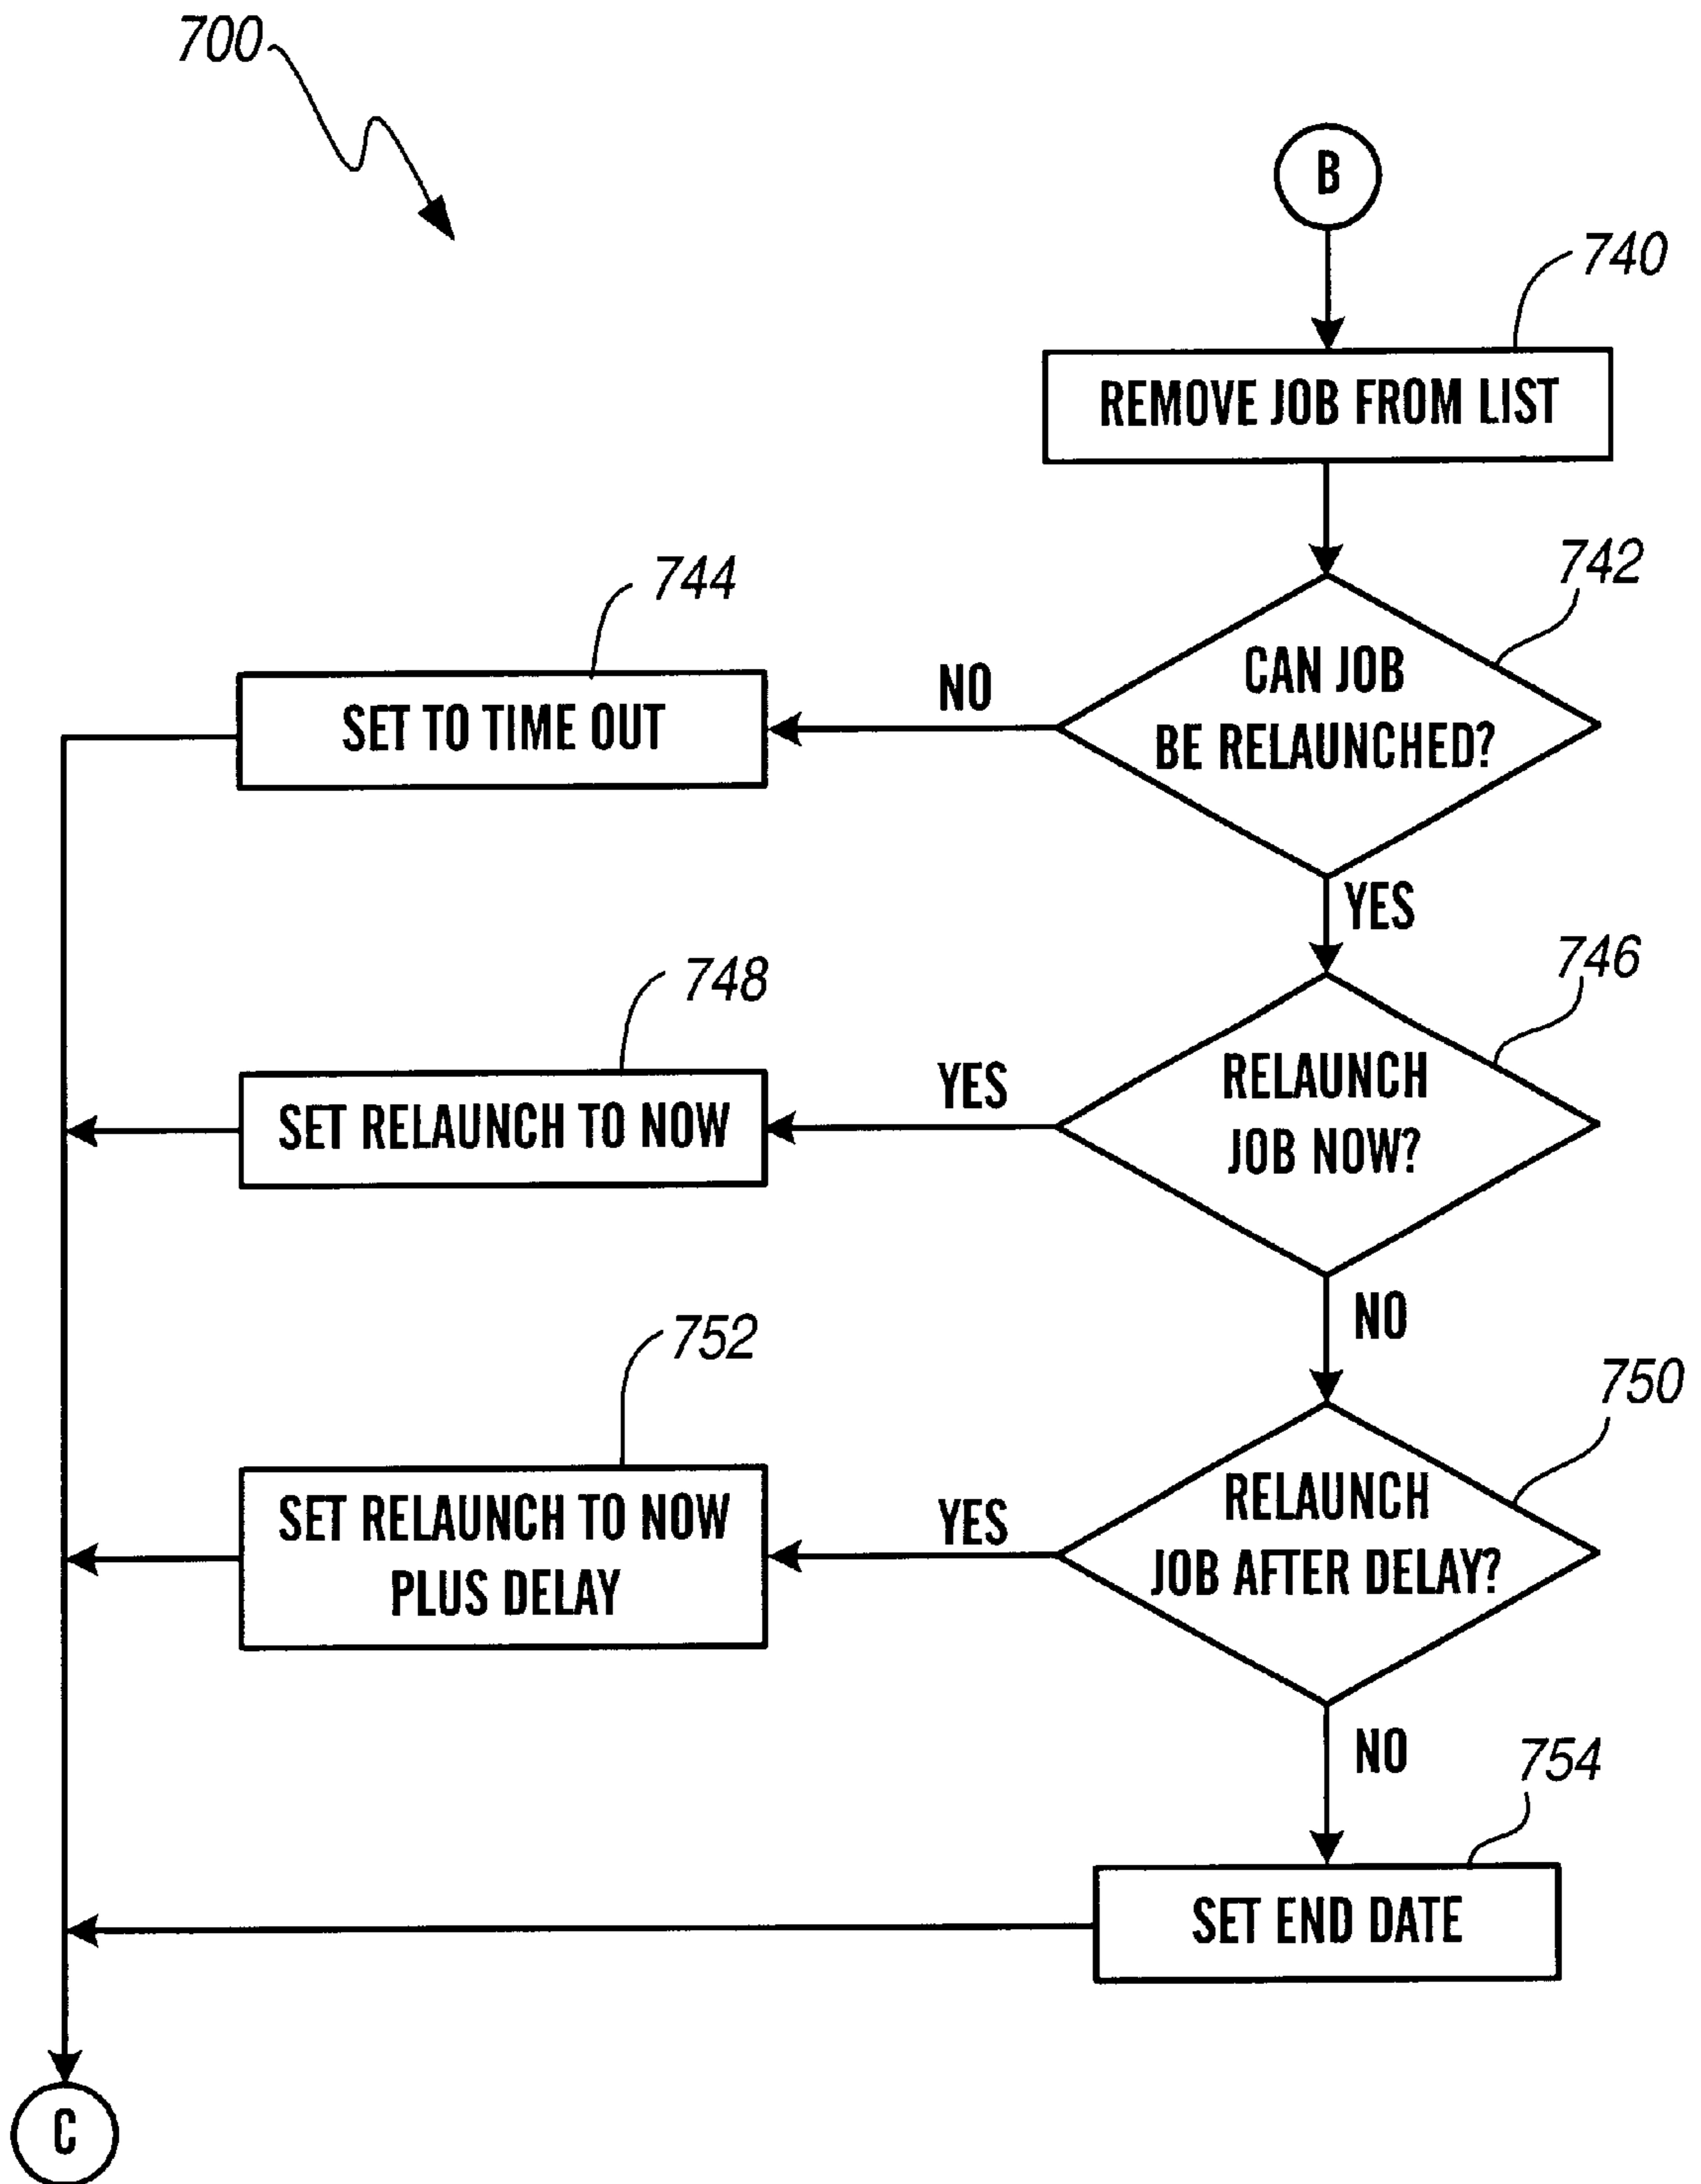 700
B
740
REMOVE JOB FROM LIST
742
744
CAN JOB
BE RELAUNCHED?
NO
SET TO TIME OUT
YES
746
748
RELAUNCH
JOB NOW?
YES
SET RELAUNCH TO NOW
NO
752
750
RELAUNCH
JOB AFTER DELAY?
YES
SET RELAUNCH TO NOW
PLUS DELAY
NO
754
SET END DATE
C